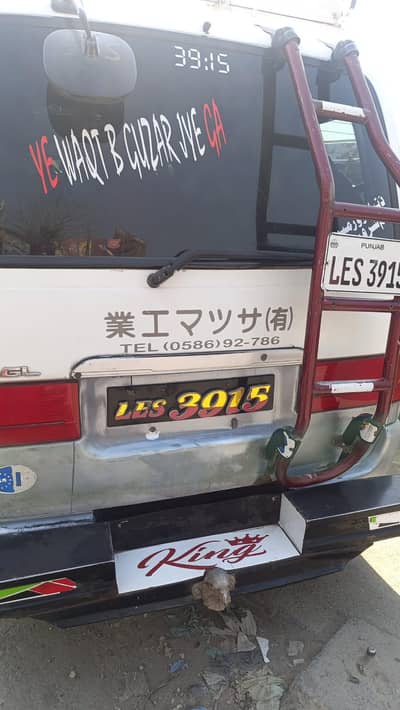 39:15
YE WAQT B GUZAR JYE GA
PUNJAB
LES 3915
業工マツサ(有)
TEL (0586)92-786
GL
LES 3915
King